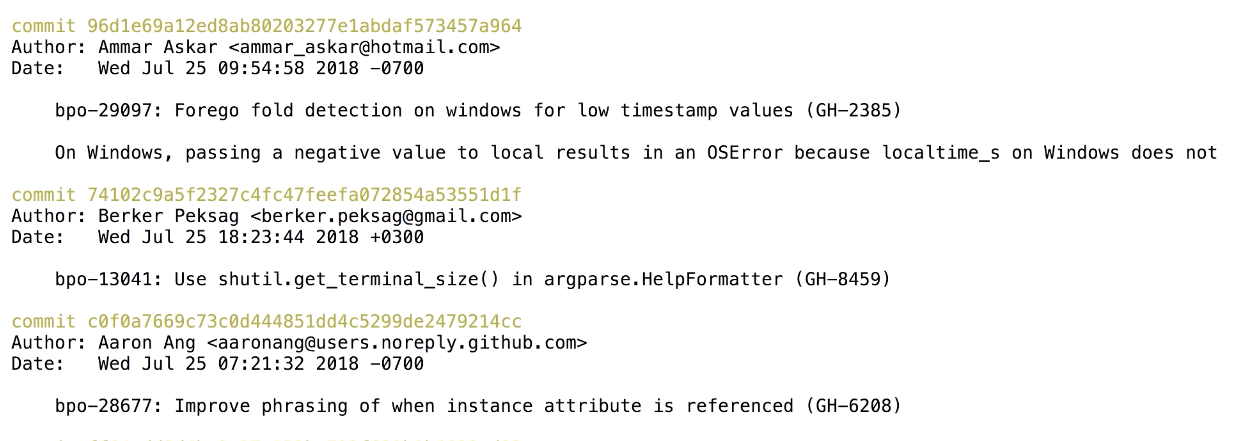 commit 96d1e69a12ed8ab80203277e1abdaf573457a964
Author: Ammar Askar <ammar_askar@hotmail.com>
Date:   Wed Jul 25 09:54:58 2018 -0700
bpo-29097: Forego fold detection on windows for low timestamp values (GH-2385)
On Windows, passing a negative value to local results in an OSError because localtime_s on Windows does not
commit 74102c9a5f2327c4fc47feefa072854a53551d1f
Author: Berker Peksag <berker.peksag@gmail.com>
Date:   Wed Jul 25 18:23:44 2018 +0300
bpo-13041: Use shutil.get_terminal_size() in argparse.HelpFormatter (GH-8459)
commit c0f0a7669c73c0d444851dd4c5299de2479214cc
Author: Aaron Ang <aaronang@users.noreply.github.com>
Date:   Wed Jul 25 07:21:32 2018 -0700
bpo-28677: Improve phrasing of when instance attribute is referenced (GH-6208)